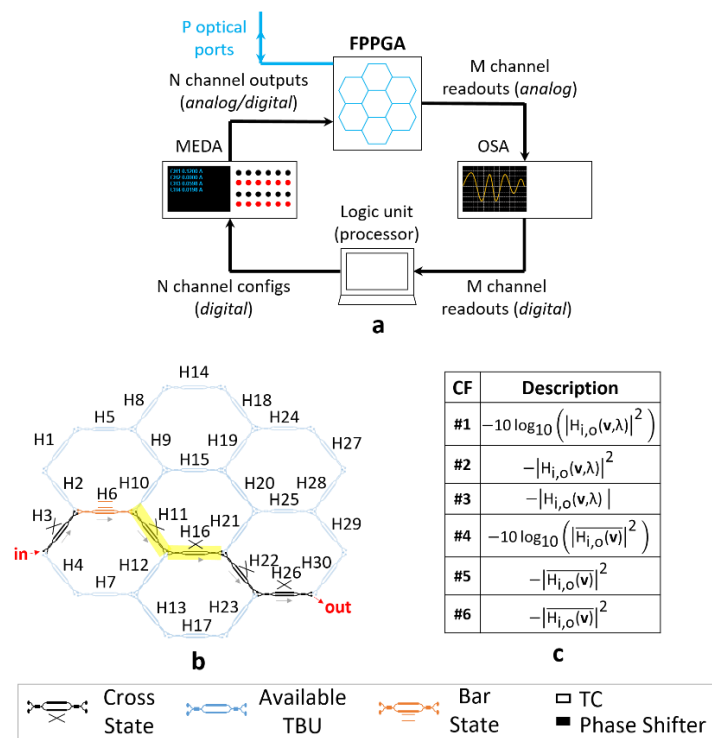 P optical
ports
FPPGA
N channel outputs
(analog/digital)
M channel
readouts (analog)
MEDA
OSA
Logic unit
(processor)
N channel configs
(digital)
M channel
readouts (digital)
a
H14
H8
H18
H5
H24
H1
H9
H19
H27
H15
H2
H6
H10
H20
H28
H25
H3
H11
H21
H29
H16
in
H4
H12
H22
H30
H7
H26
out
H13
H23
H17
b
CF Description
#1 −10 log10 (|Hi,o(v,λ)|²)
#2 −|Hi,o(v,λ)|²
#3 −|Hi,o(v,λ) |
#4 −10 log10 (|H̅i̅,̅o̅(̅v̅)̅|²)
#5 −|H̅i̅,̅o̅(̅v̅)̅|²
#6 −|H̅i̅,̅o̅(̅v̅)̅|²
c
Cross
State
Available
TBU
Bar
State
TC
Phase Shifter